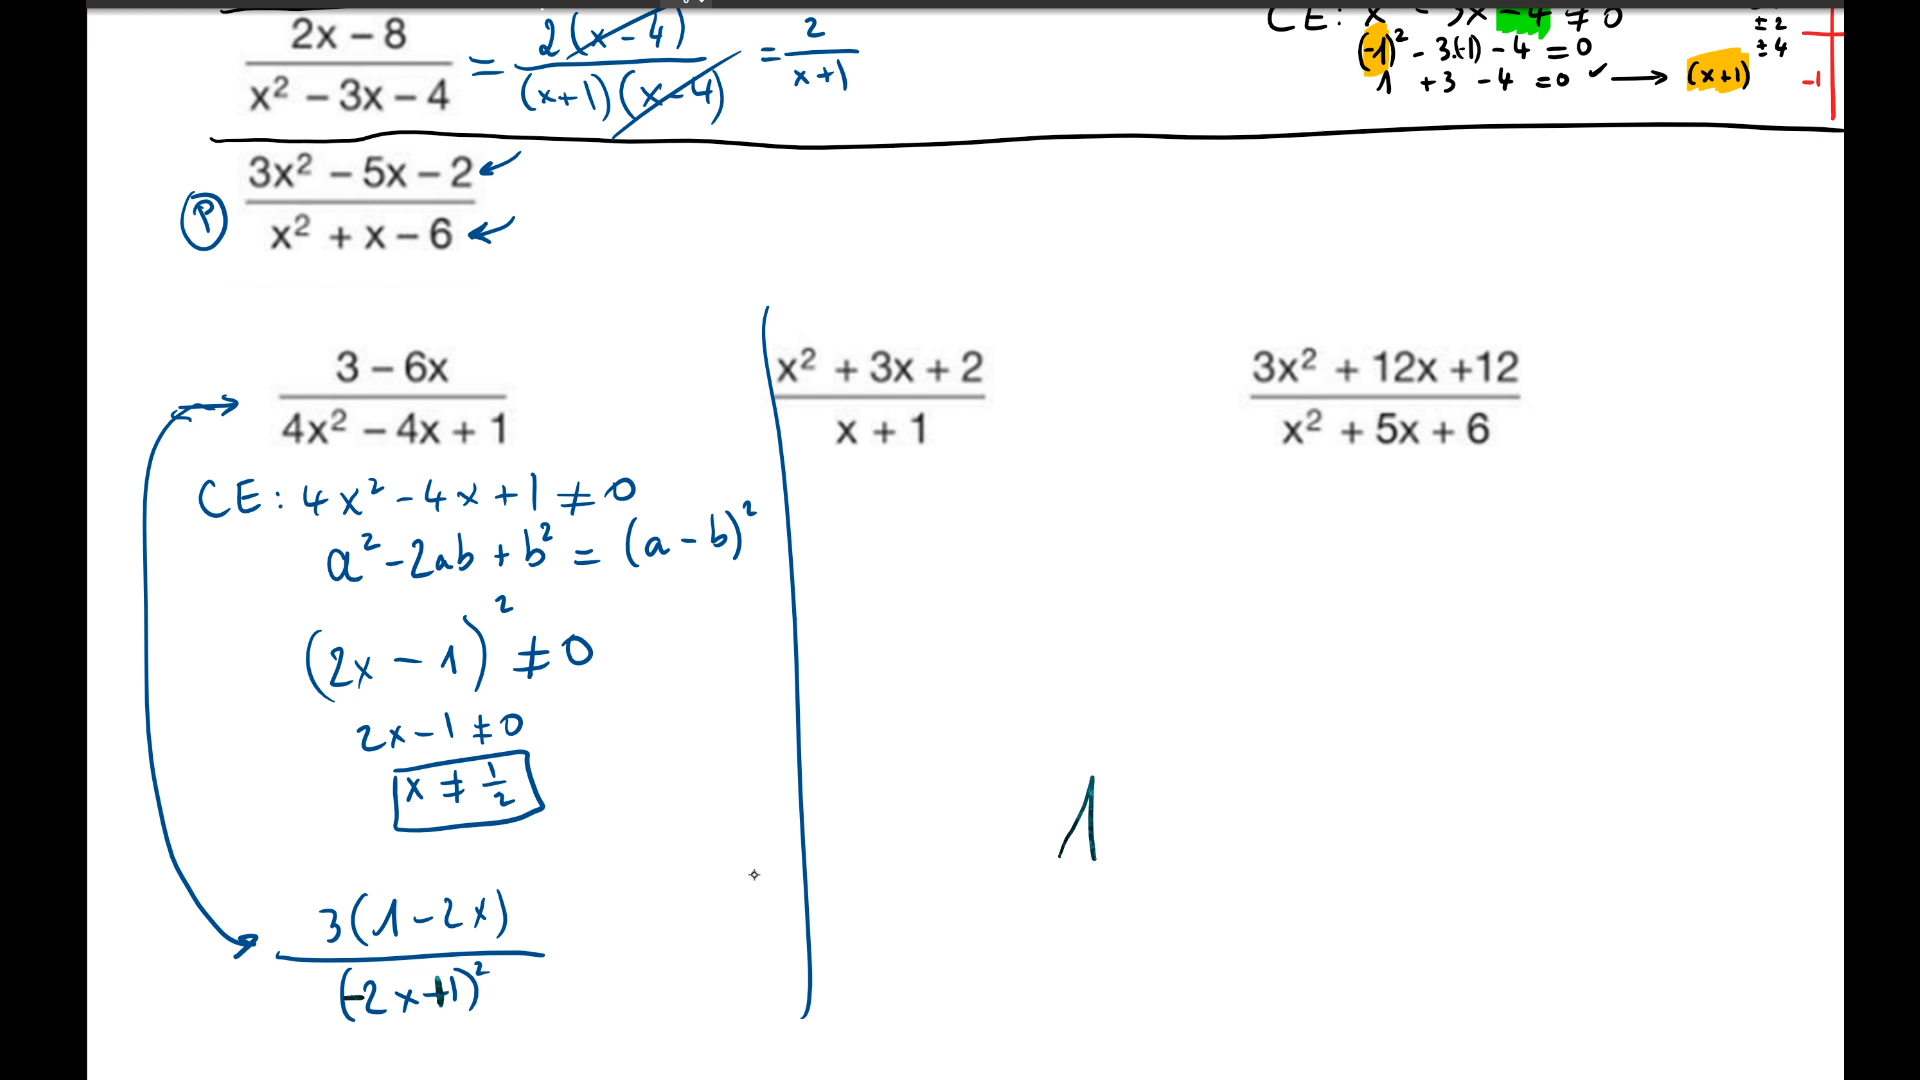 2x − 8 / x² − 3x − 4 = 2(x − 4) / (x+1)(x−4) = 2 / x+1
CE: x² − 3x − 4 ≠ 0
(−1)² − 3·(−1) − 4 = 0
1 + 3 − 4 = 0 ✓ → (x+1)
± 2
± 4
−1
P
3x² − 5x − 2 / x² + x − 6
3 − 6x / 4x² − 4x + 1
CE: 4x² − 4x + 1 ≠ 0
a² − 2ab + b² = (a − b)²
(2x − 1)² ≠ 0
2x − 1 ≠ 0
x ≠ 1/2
3(1 − 2x) / (−2x+1)²
x² + 3x + 2 / x + 1
1
3x² + 12x +12 / x² + 5x + 6